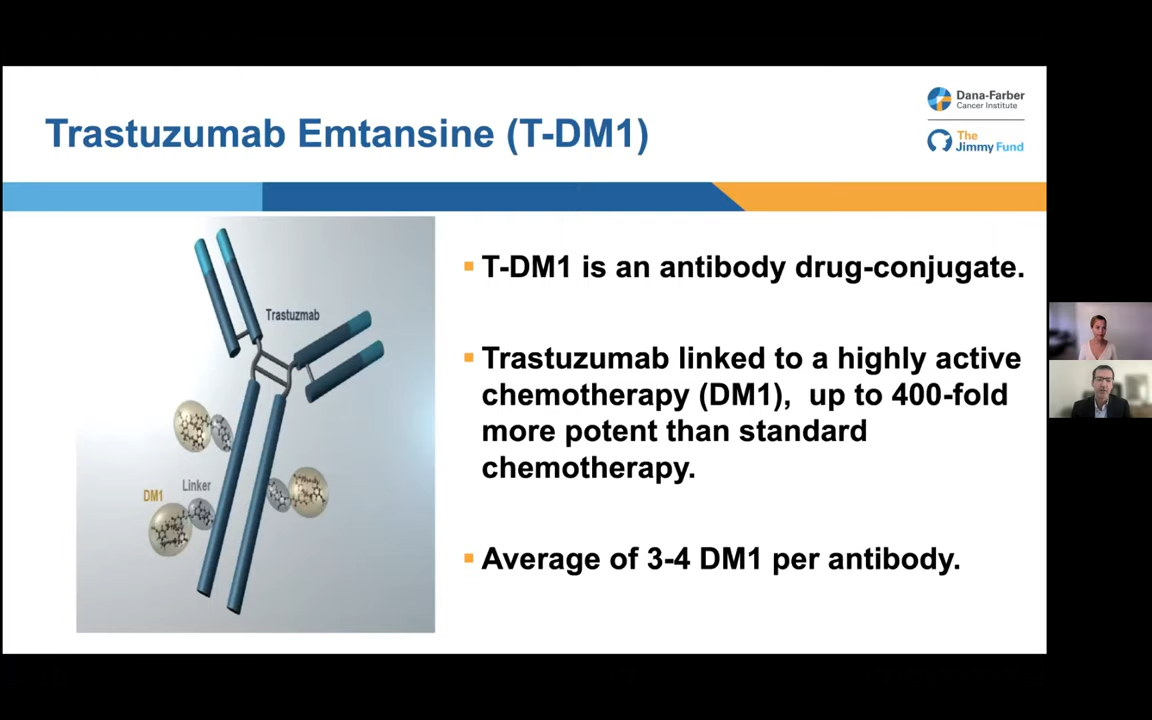 Dana-Farber
Cancer Institute
The
Jimmy Fund
Trastuzumab Emtansine (T-DM1)
Trastuzmab
DM1
Linker
▪ T-DM1 is an antibody drug-conjugate.
▪ Trastuzumab linked to a highly active
chemotherapy (DM1), up to 400-fold
more potent than standard
chemotherapy.
▪ Average of 3-4 DM1 per antibody.